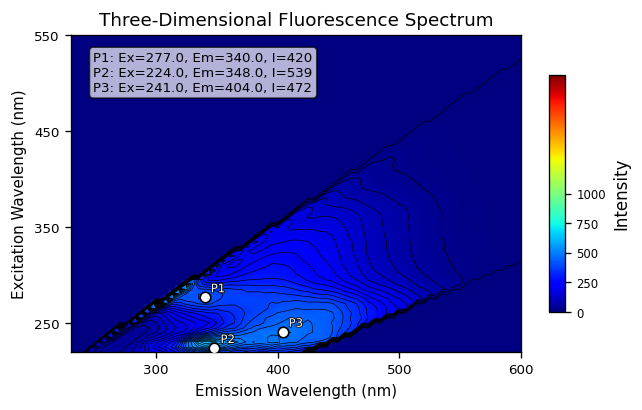 Three-Dimensional Fluorescence Spectrum
550
450
350
250
Excitation Wavelength (nm)
P1: Ex=277.0, Em=340.0, I=420
P2: Ex=224.0, Em=348.0, I=539
P3: Ex=241.0, Em=404.0, I=472
P1
P3
P2
300
400
500
600
Emission Wavelength (nm)
1000
750
500
250
0
Intensity